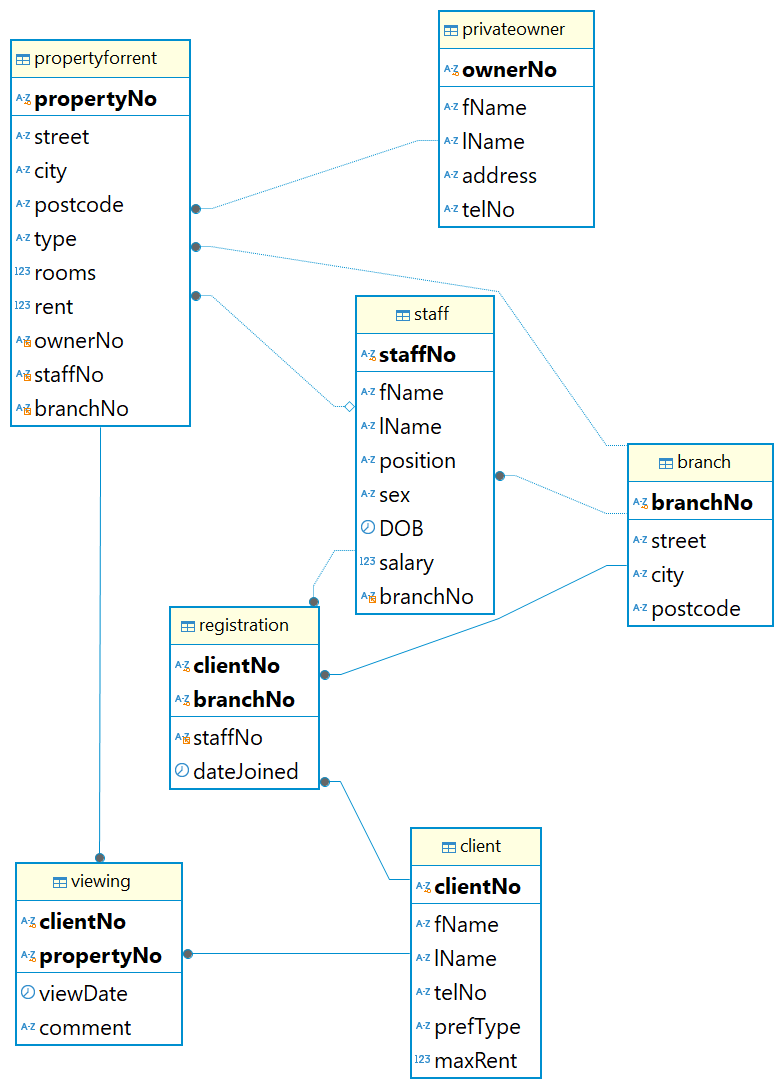 propertyforrent
propertyNo
street
city
postcode
type
rooms
rent
ownerNo
staffNo
branchNo
privateowner
ownerNo
fName
lName
address
telNo
staff
staffNo
fName
lName
position
sex
DOB
salary
branchNo
branch
branchNo
street
city
postcode
registration
clientNo
branchNo
staffNo
dateJoined
viewing
clientNo
propertyNo
viewDate
comment
client
clientNo
fName
lName
telNo
prefType
maxRent